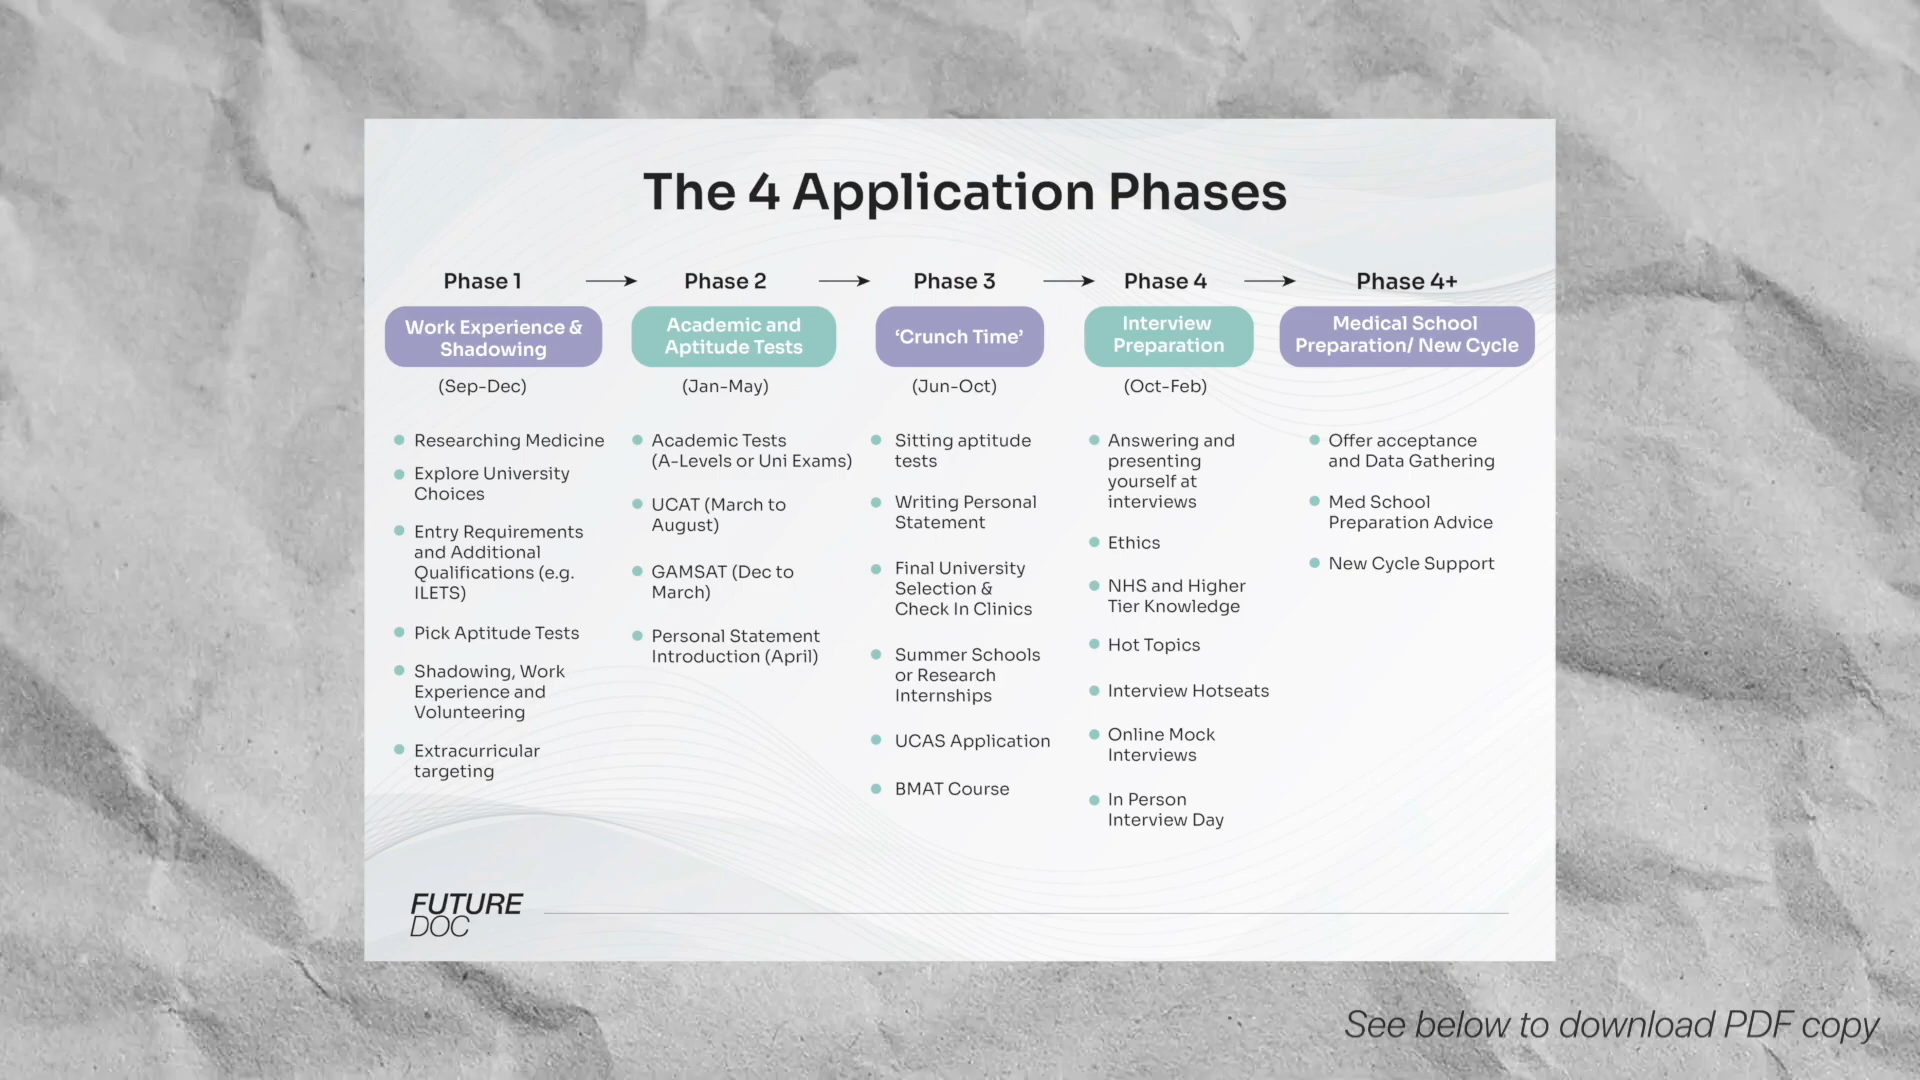 The 4 Application Phases
Phase 1
Work Experience &
Shadowing
(Sep-Dec)
Researching Medicine
Explore University
Choices
Entry Requirements
and Additional
Qualifications (e.g.
ILETS)
Pick Aptitude Tests
Shadowing, Work
Experience and
Volunteering
Extracurricular
targeting
Phase 2
Academic and
Aptitude Tests
(Jan-May)
Academic Tests
(A-Levels or Uni Exams)
UCAT (March to
August)
GAMSAT (Dec to
March)
Personal Statement
Introduction (April)
Phase 3
‘Crunch Time’
(Jun-Oct)
Sitting aptitude
tests
Writing Personal
Statement
Final University
Selection &
Check In Clinics
Summer Schools
or Research
Internships
UCAS Application
BMAT Course
Phase 4
Interview
Preparation
(Oct-Feb)
Answering and
presenting
yourself at
interviews
Ethics
NHS and Higher
Tier Knowledge
Hot Topics
Interview Hotseats
Online Mock
Interviews
In Person
Interview Day
Phase 4+
Medical School
Preparation/ New Cycle
Offer acceptance
and Data Gathering
Med School
Preparation Advice
New Cycle Support
FUTURE
DOC
See below to download PDF copy